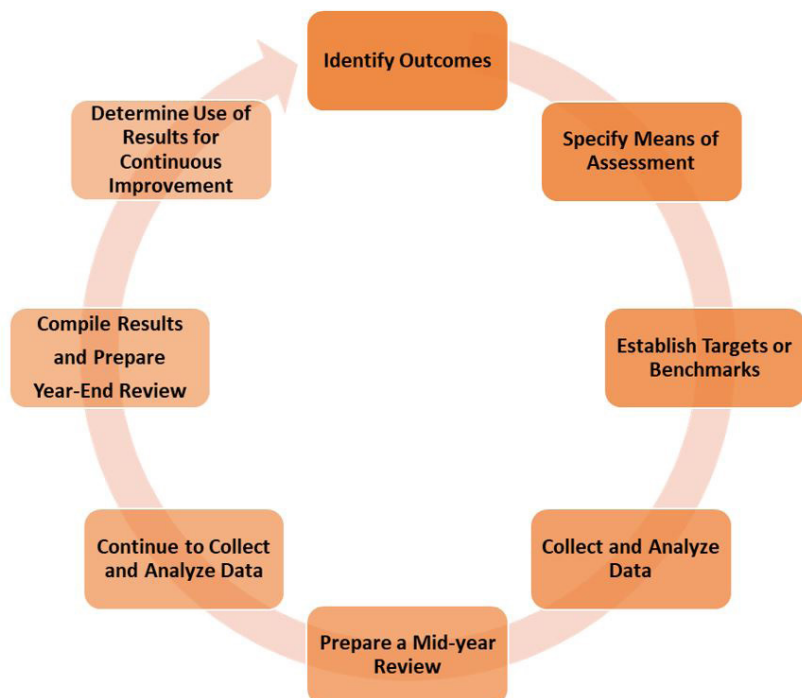 Identify Outcomes
Specify Means of
Assessment
Establish Targets or
Benchmarks
Collect and Analyze
Data
Prepare a Mid-year
Review
Continue to Collect
and Analyze Data
Compile Results
and Prepare
Year-End Review
Determine Use of
Results for
Continuous
Improvement